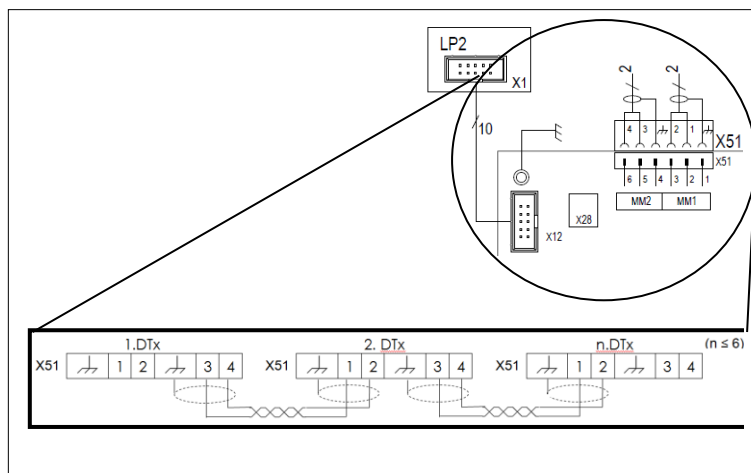 LP2
X1
10
2 2
4 3 2 1 X51
X51
6 5 4 3 2 1
MM2 MM1
X28
X12
1.DTx 2. DTx n.DTx (n ≤ 6)
X51 1 2 3 4 X51 1 2 3 4 X51 1 2 3 4